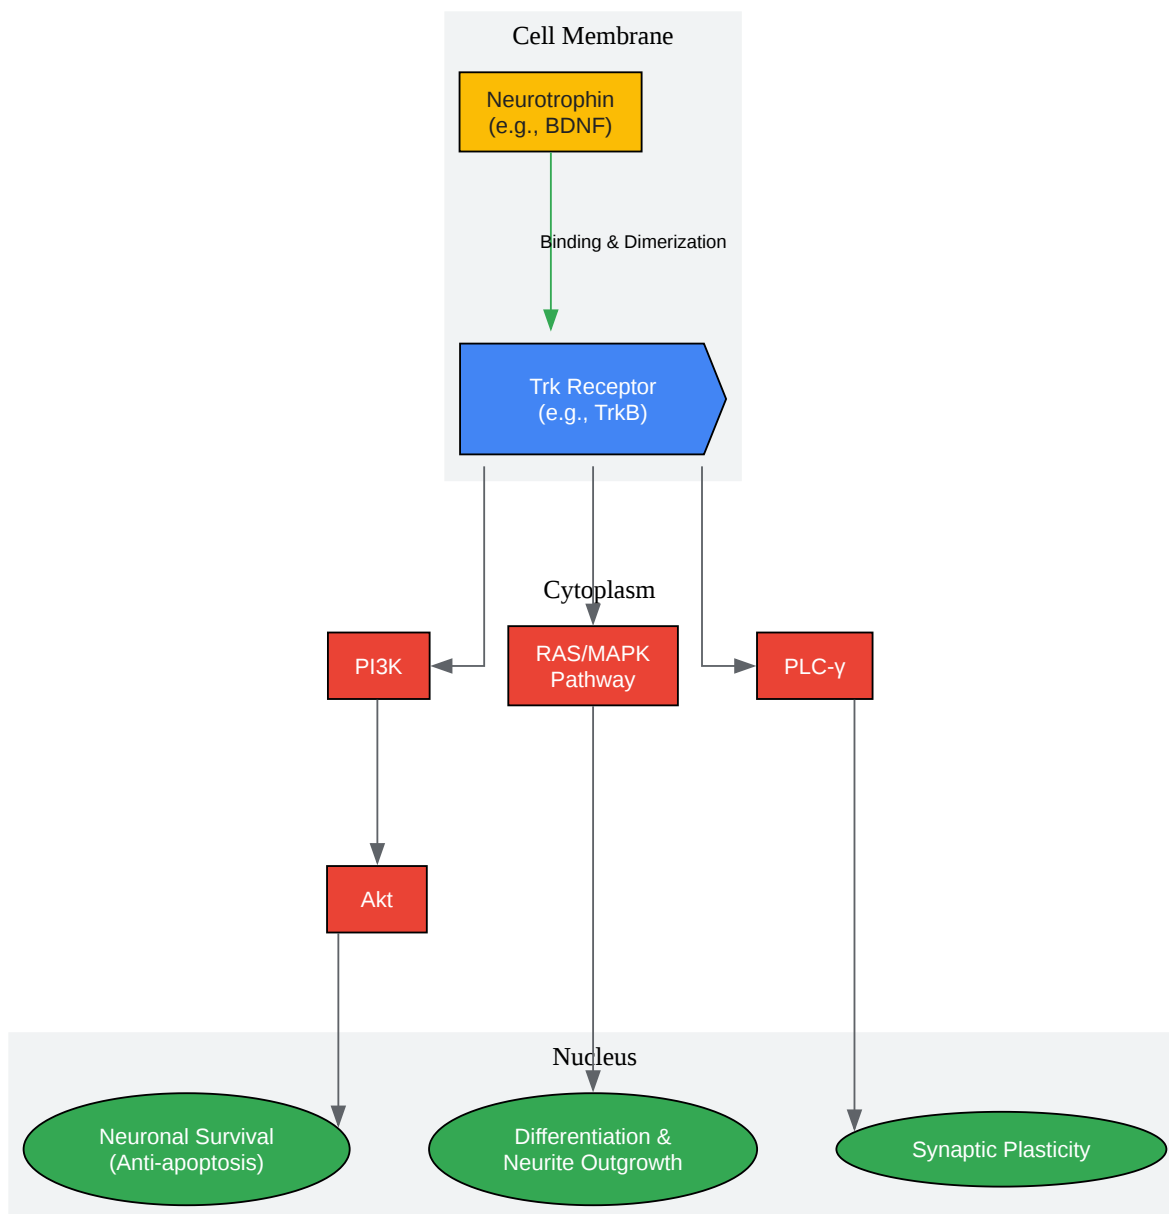 Cell Membrane
Neurotrophin
(e.g., BDNF)
Binding & Dimerization
Trk Receptor
(e.g., TrkB)
Cytoplasm
PI3K
RAS/MAPK
Pathway
PLC-γ
Akt
Nucleus
Neuronal Survival
(Anti-apoptosis)
Differentiation &
Neurite Outgrowth
Synaptic Plasticity